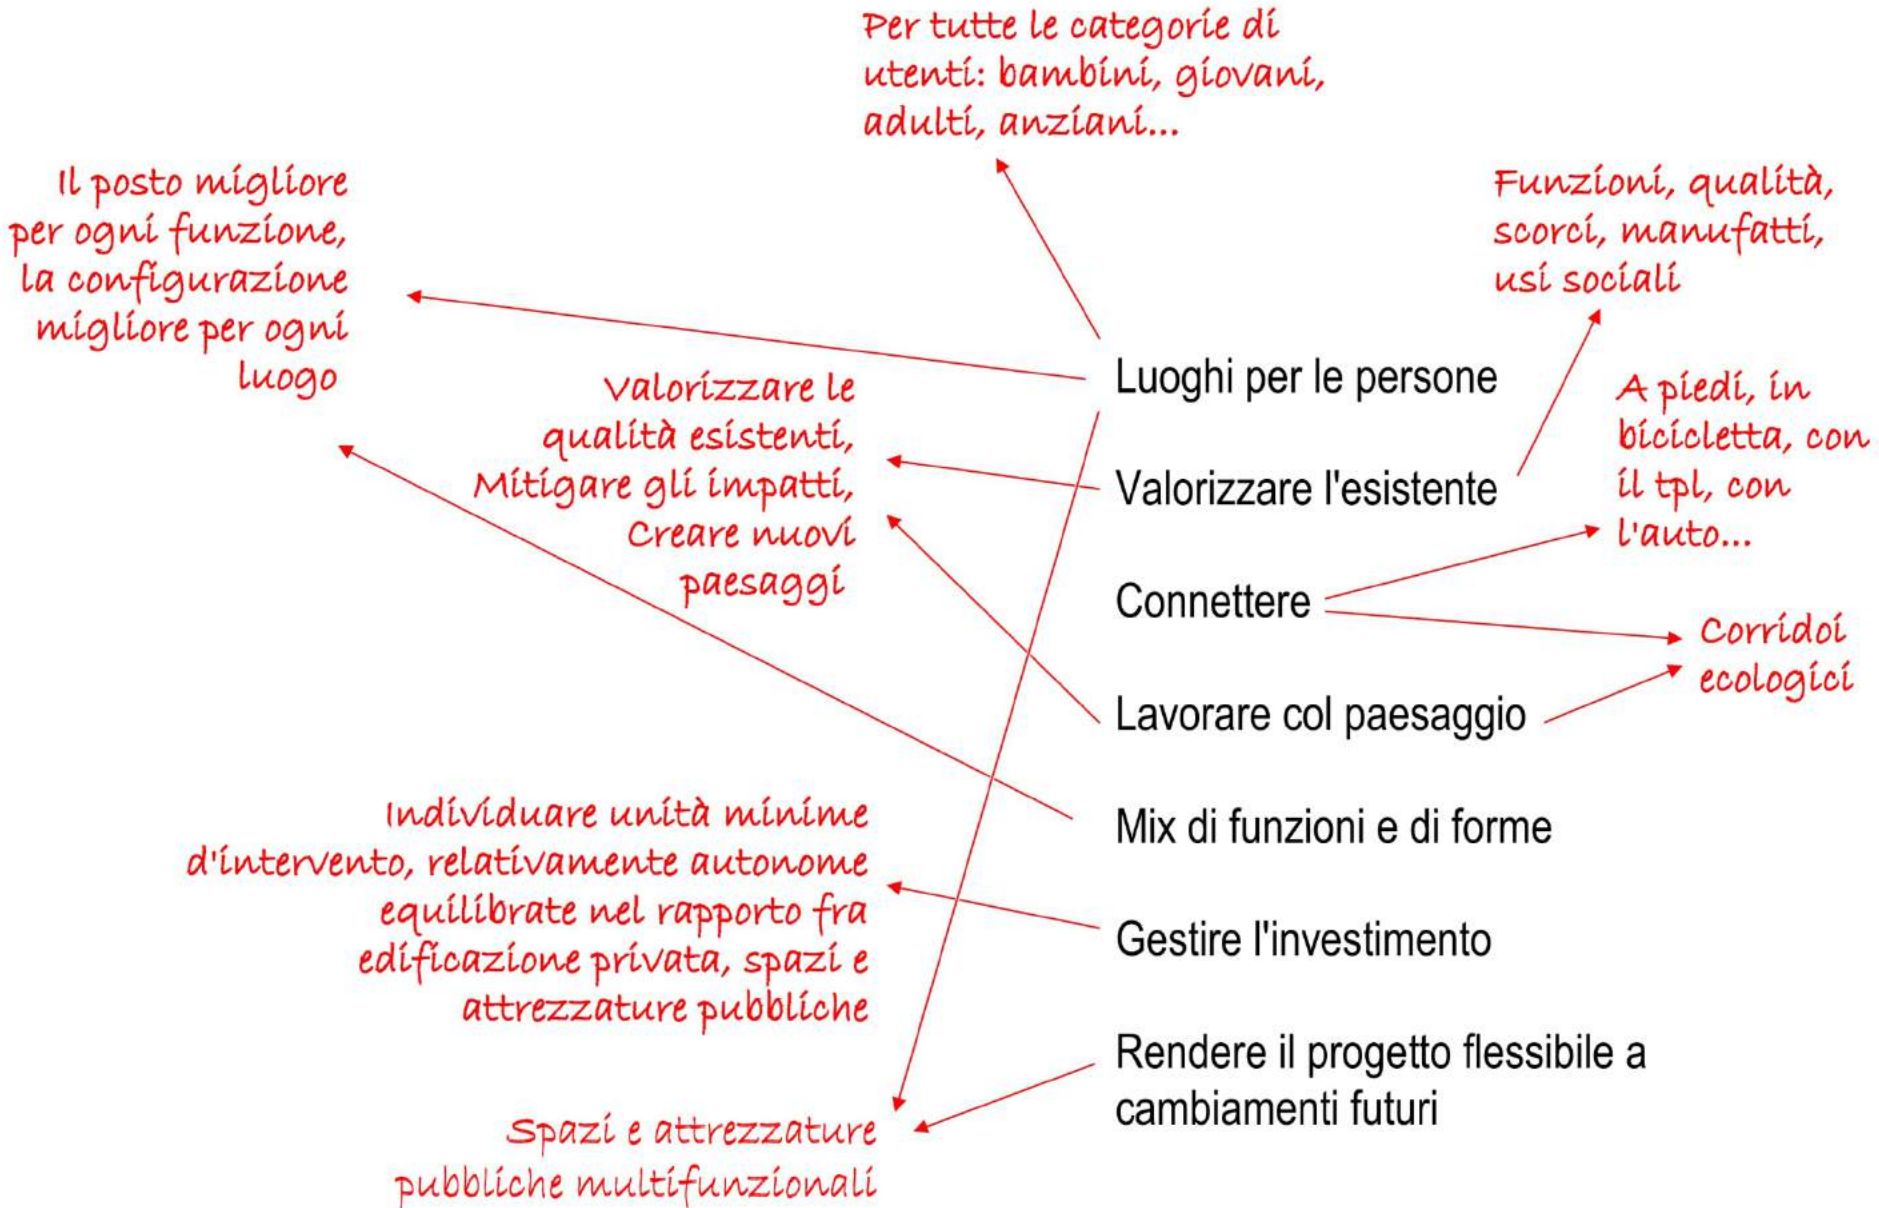 Per tutte le categorie di
utenti: bambini, giovani,
adulti, anziani...
Il posto migliore
per ogni funzione,
la configurazione
migliore per ogni
luogo
Funzioni, qualità,
scorci, manufatti,
usi sociali
Valorizzare le
qualità esistenti,
Mitigare gli impatti,
Creare nuovi
paesaggi
A piedi, in
bicicletta, con
il tpl, con
l'auto...
Corridoi
ecologici
Luoghi per le persone
Valorizzare l'esistente
Connettere
Lavorare col paesaggio
Mix di funzioni e di forme
Gestire l'investimento
Rendere il progetto flessibile a
cambiamenti futuri
Individuare unità minime
d'intervento, relativamente autonome
equilibrate nel rapporto fra
edificazione privata, spazi e
attrezzature pubbliche
Spazi e attrezzature
pubbliche multifunzionali